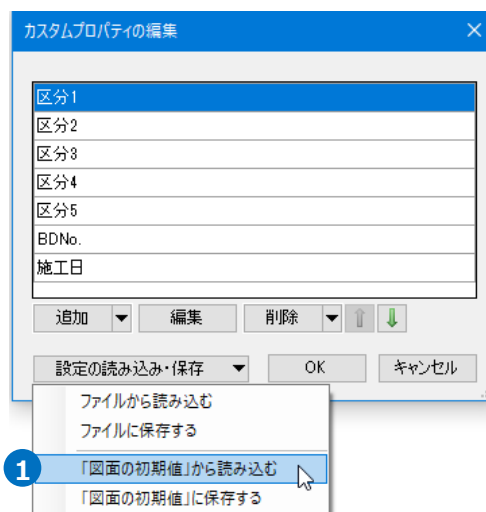 カスタムプロパティの編集
区分1
区分2
区分3
区分4
区分5
BDNo.
施工日
追加 編集 削除
設定の読み込み・保存 OK キャンセル
ファイルから読み込む
ファイルに保存する
1 「図面の初期値」から読み込む
「図面の初期値」に保存する